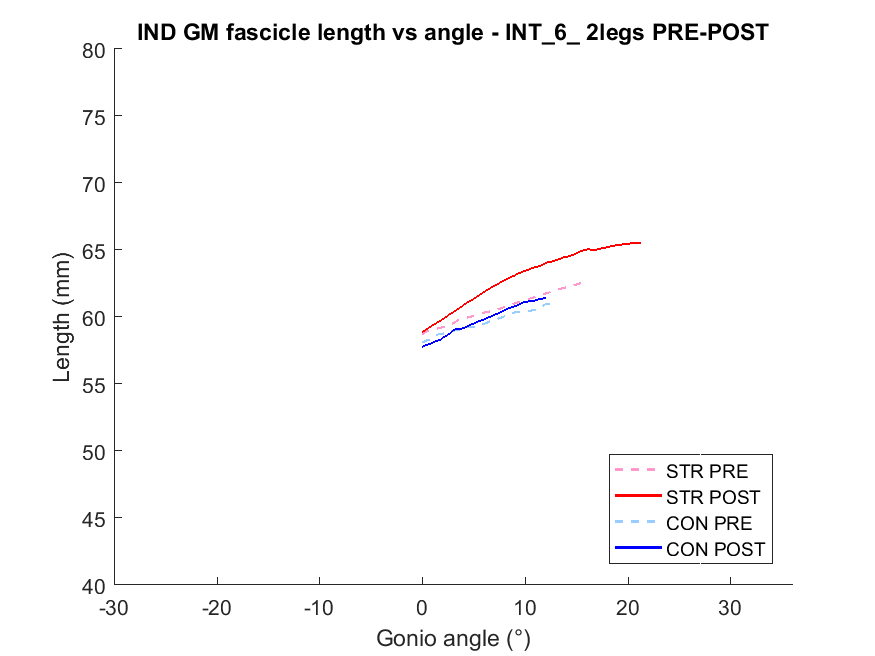 IND GM fascicle length vs angle - INT_6_ 2legs PRE-POST
80
75
70
65
60
55
50
45
40
Length (mm)
-30
-20
-10
0
10
20
30
Gonio angle (°)
STR PRE
STR POST
CON PRE
CON POST